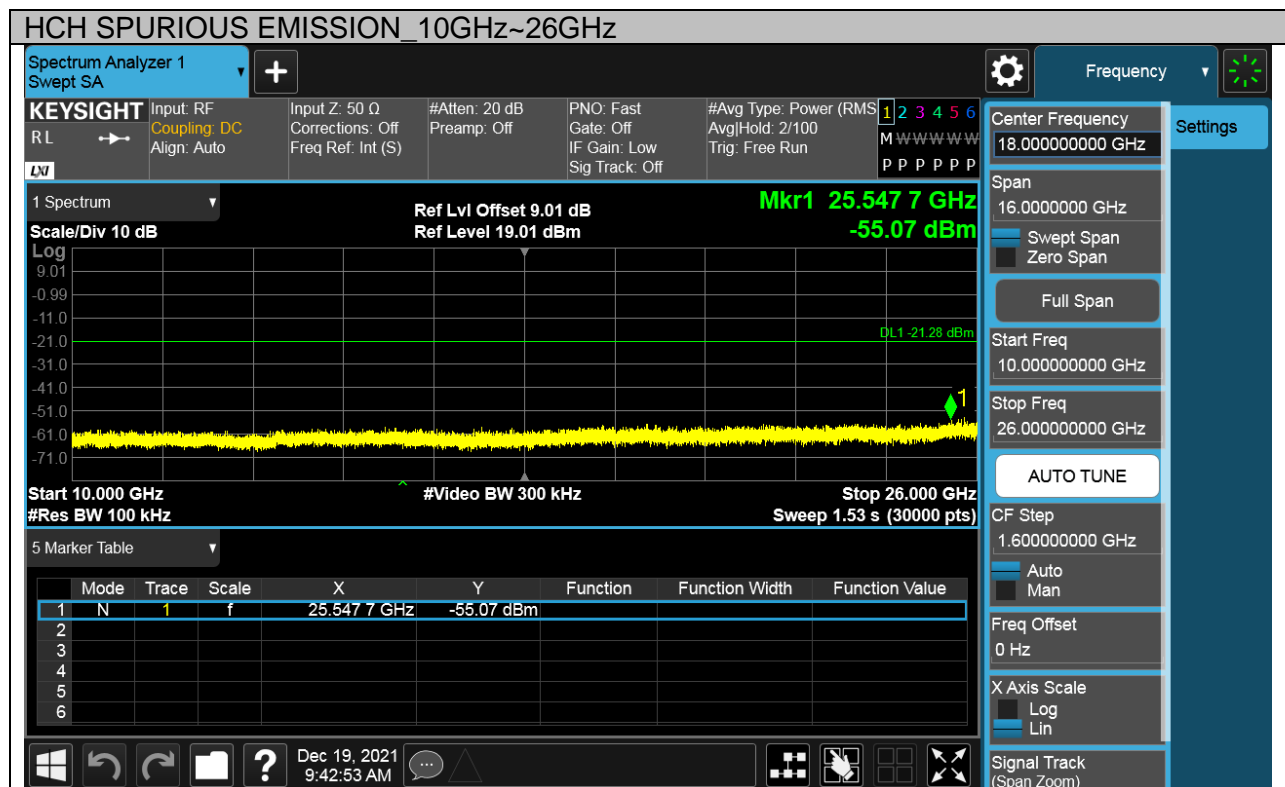 HCH SPURIOUS EMISSION_10GHz~26GHz
Spectrum Analyzer 1
Swept SA
+
Frequency
KEYSIGHT
RL
LXI
Input: RF
Coupling: DC
Align: Auto
Input Z: 50 Ω
Corrections: Off
Freq Ref: Int (S)
#Atten: 20 dB
Preamp: Off
PNO: Fast
Gate: Off
IF Gain: Low
Sig Track: Off
#Avg Type: Power (RMS
Avg|Hold: 2/100
Trig: Free Run
1 2 3 4 5 6
M W W W W W
P P P P P P
1 Spectrum
Scale/Div 10 dB
Ref Lvl Offset 9.01 dB
Ref Level 19.01 dBm
Mkr1 25.547 7 GHz
-55.07 dBm
Log
9.01
-0.99
-11.0
-21.0
-31.0
-41.0
-51.0
-61.0
-71.0
DL1 -21.28 dBm
1
Start 10.000 GHz
#Res BW 100 kHz
#Video BW 300 kHz
Stop 26.000 GHz
Sweep 1.53 s (30000 pts)
5 Marker Table
Mode Trace Scale X Y Function Function Width Function Value
1 N 1 f 25.547 7 GHz -55.07 dBm
2
3
4
5
6
?
Dec 19, 2021
9:42:53 AM
Center Frequency
18.000000000 GHz
Settings
Span
16.0000000 GHz
Swept Span
Zero Span
Full Span
Start Freq
10.000000000 GHz
Stop Freq
26.000000000 GHz
AUTO TUNE
CF Step
1.600000000 GHz
Auto
Man
Freq Offset
0 Hz
X Axis Scale
Log
Lin
Signal Track
(Span Zoom)